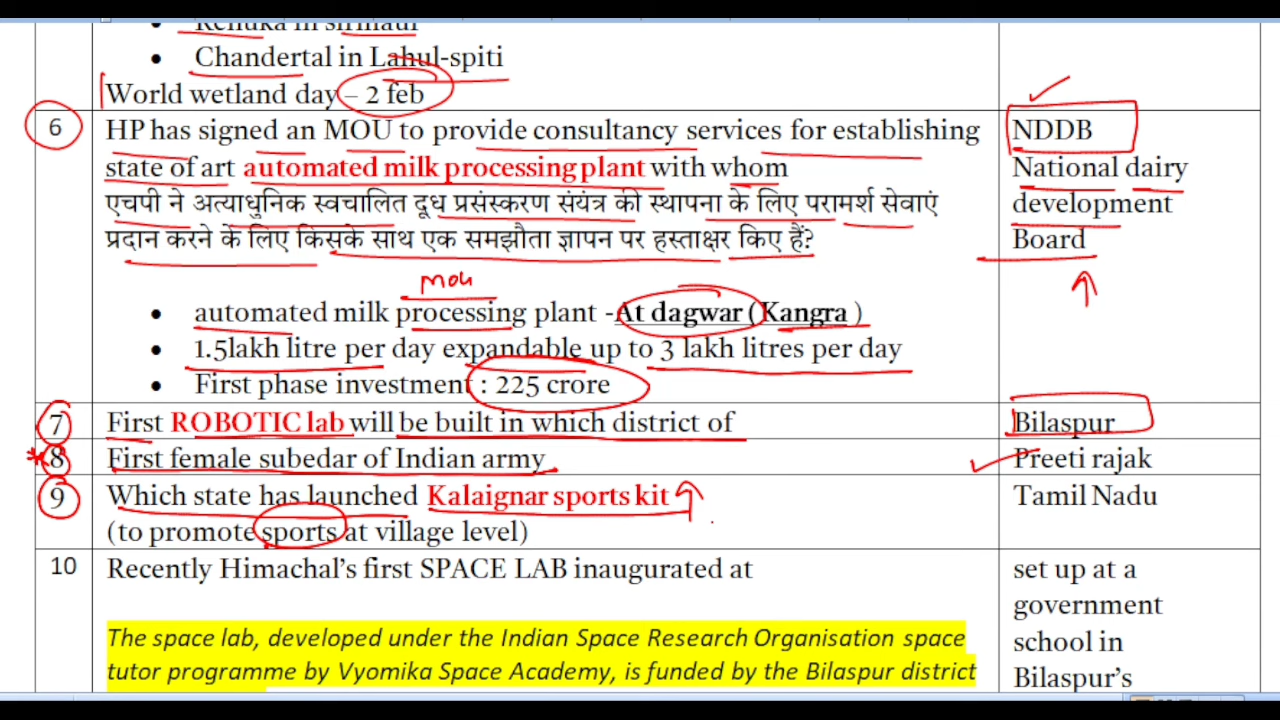 • Renuka in sirmaur
• Chandertal in Lahul-spiti
World wetland day – 2 feb
6
HP has signed an MOU to provide consultancy services for establishing
state of art automated milk processing plant with whom
एचपी ने अत्याधुनिक स्वचालित दूध प्रसंस्करण संयंत्र की स्थापना के लिए परामर्श सेवाएं
प्रदान करने के लिए किसके साथ एक समझौता ज्ञापन पर हस्ताक्षर किए हैं?
MOU
• automated milk processing plant -At dagwar (Kangra )
• 1.5lakh litre per day expandable up to 3 lakh litres per day
• First phase investment : 225 crore
NDDB
National dairy
development
Board
7 First ROBOTIC lab will be built in which district of Bilaspur
8 First female subedar of Indian army Preeti rajak
9 Which state has launched Kalaignar sports kit Tamil Nadu
(to promote sports at village level)
10 Recently Himachal's first SPACE LAB inaugurated at
The space lab, developed under the Indian Space Research Organisation space
tutor programme by Vyomika Space Academy, is funded by the Bilaspur district
set up at a
government
school in
Bilaspur's